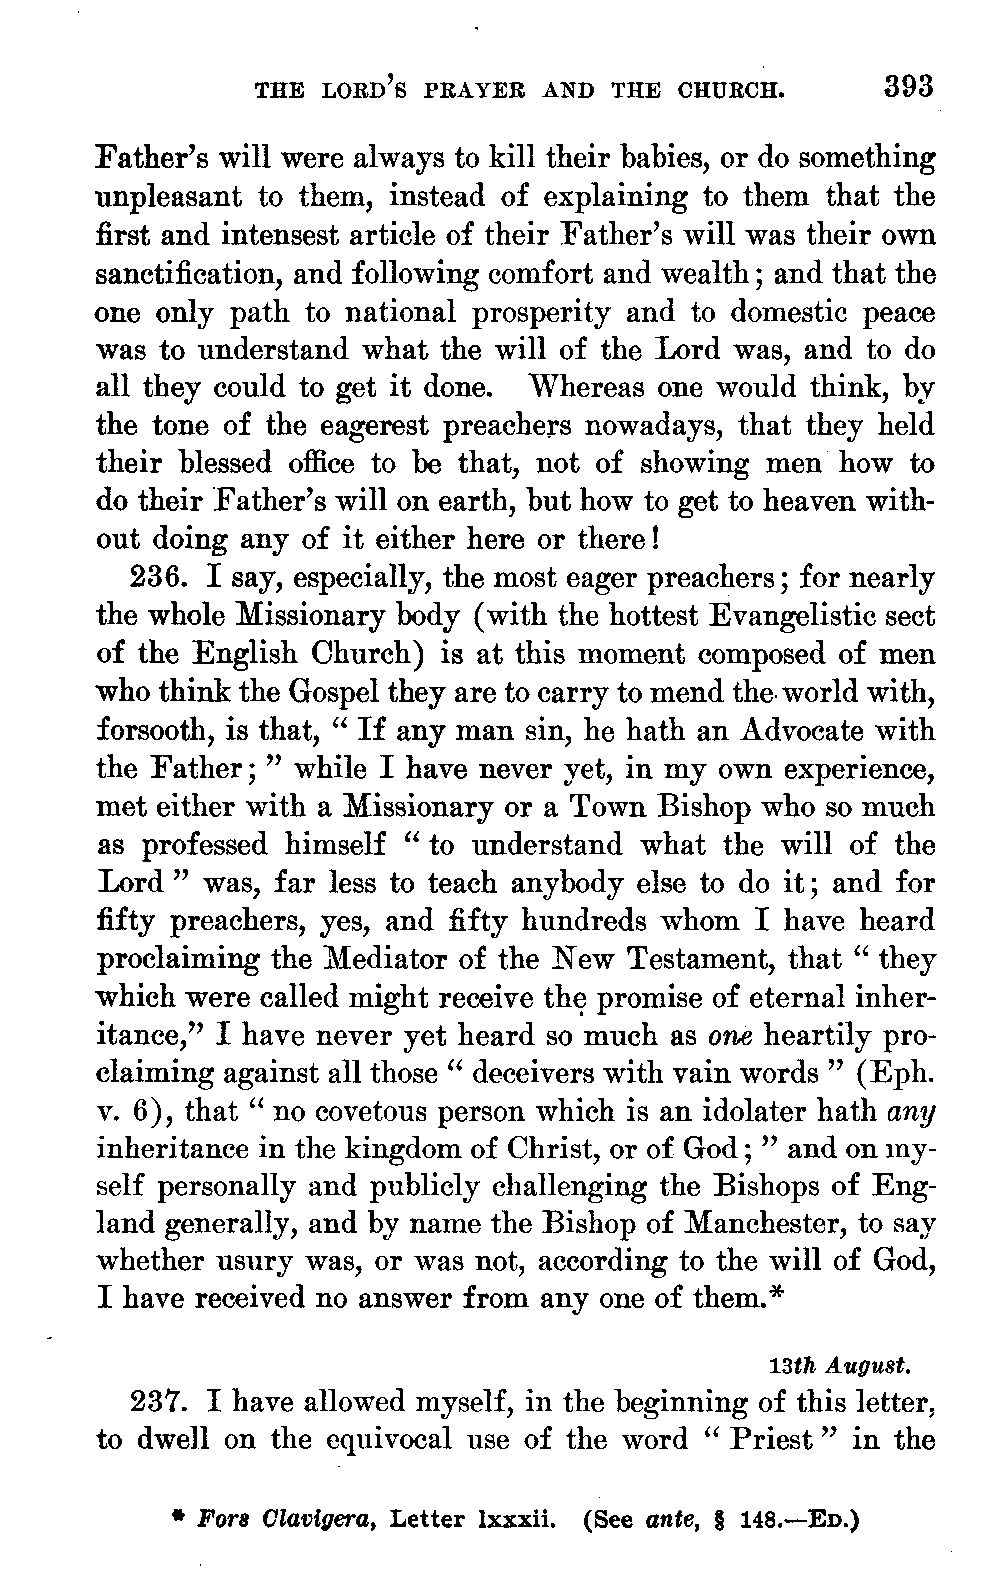 THE LORD'S PRAYER AND THE CHURCH. 393
Father's will were always to kill their babies, or do something
unpleasant to them, instead of explaining to them that the
first and intensest article of their Father's will was their own
sanctification, and following comfort and wealth; and that the
one only path to national prosperity and to domestic peace
was to understand what the will of the Lord was, and to do
all they could to get it done. Whereas one would think, by
the tone of the eagerest preachers nowadays, that they held
their blessed office to be that, not of showing men how to
do their Father's will on earth, but how to get to heaven with-
out doing any of it either here or there!
236. I say, especially, the most eager preachers; for nearly
the whole Missionary body (with the hottest Evangelistic sect
of the English Church) is at this moment composed of men
who think the Gospel they are to carry to mend the world with,
forsooth, is that, “ If any man sin, he hath an Advocate with
the Father; ” while I have never yet, in my own experience,
met either with a Missionary or a Town Bishop who so much
as professed himself “ to understand what the will of the
Lord ” was, far less to teach anybody else to do it; and for
fifty preachers, yes, and fifty hundreds whom I have heard
proclaiming the Mediator of the New Testament, that “ they
which were called might receive the promise of eternal inher-
itance,” I have never yet heard so much as one heartily pro-
claiming against all those “ deceivers with vain words ” (Eph.
v. 6), that “ no covetous person which is an idolater hath any
inheritance in the kingdom of Christ, or of God; ” and on my-
self personally and publicly challenging the Bishops of Eng-
land generally, and by name the Bishop of Manchester, to say
whether usury was, or was not, according to the will of God,
I have received no answer from any one of them.*
13th August.
237. I have allowed myself, in the beginning of this letter,
to dwell on the equivocal use of the word “ Priest ” in the
* Fors Clavigera, Letter lxxxii. (See ante, § 148.—ED.)